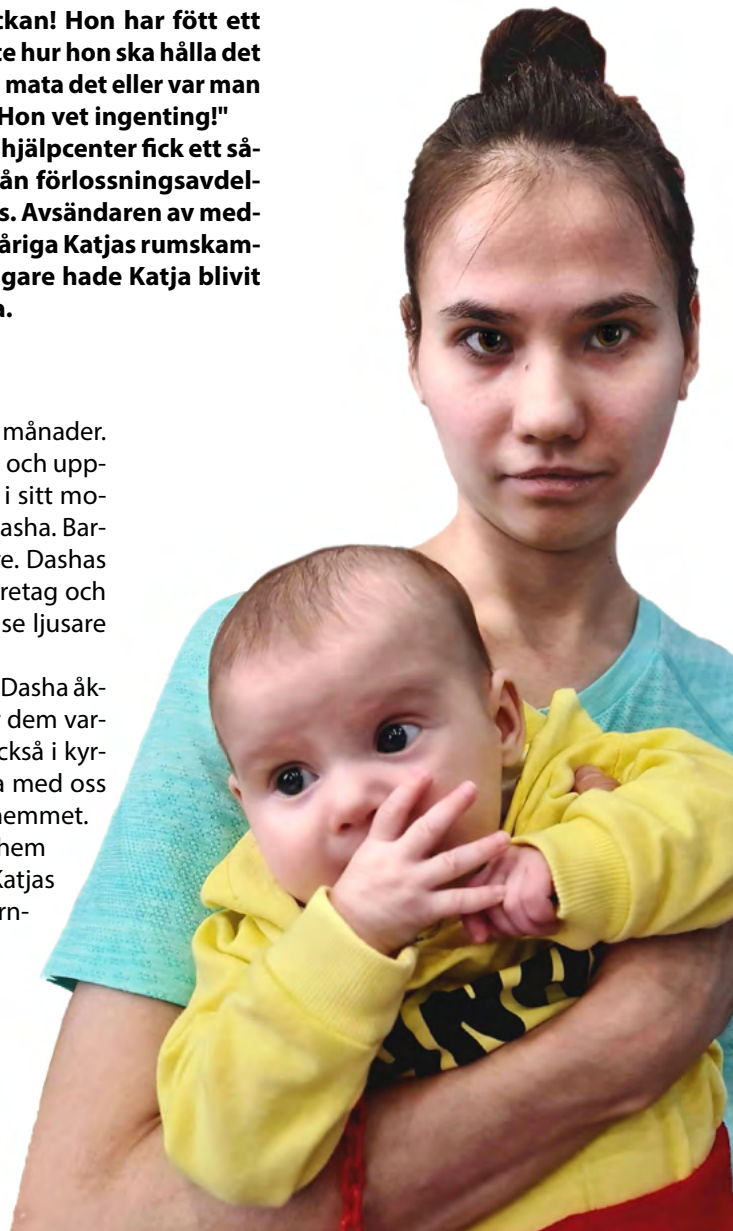 ckan! Hon har fött ett
te hur hon ska hålla det
mata det eller var man
Hon vet ingenting!"
hjälpcenter fick ett så-
ån förlossningsavdel-
s. Avsändaren av med-
åriga Katjas rumskam-
gare hade Katja blivit
a.
månader.
och upp-
i sitt mo-
asha. Bar-
e. Dashas
retag och
se ljusare
Dasha åk-
r dem var-
ckså i kyr-
a med oss
hemmet.
hem
Katjas
rn-